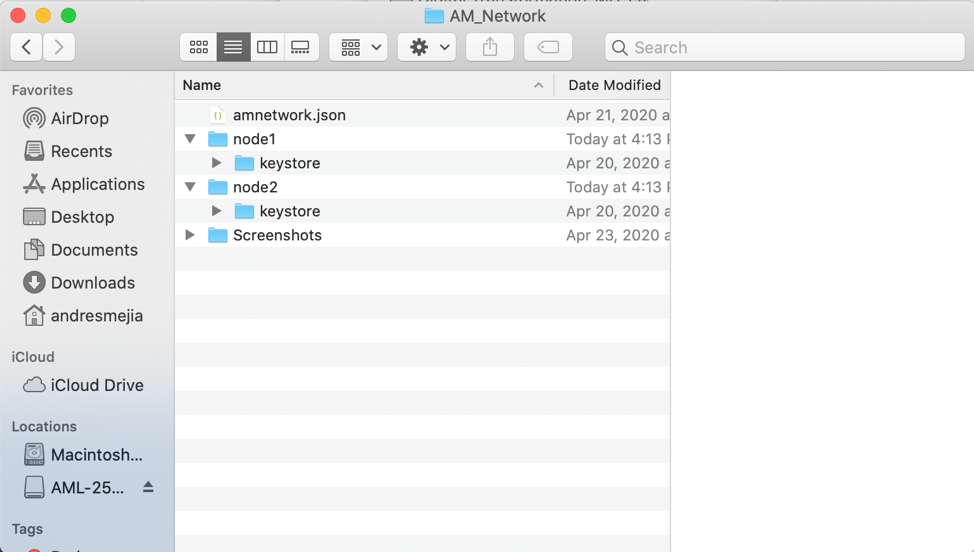 AM_Network
Search
Favorites
AirDrop
Recents
Applications
Desktop
Documents
Downloads
andresmejia
iCloud
iCloud Drive
Locations
Macintosh...
AML-25...
Tags
Name Date Modified
amnetwork.json Apr 21, 2020 a
node1 Today at 4:13
keystore Apr 20, 2020 a
node2 Today at 4:13
keystore Apr 20, 2020 a
Screenshots Apr 23, 2020 a